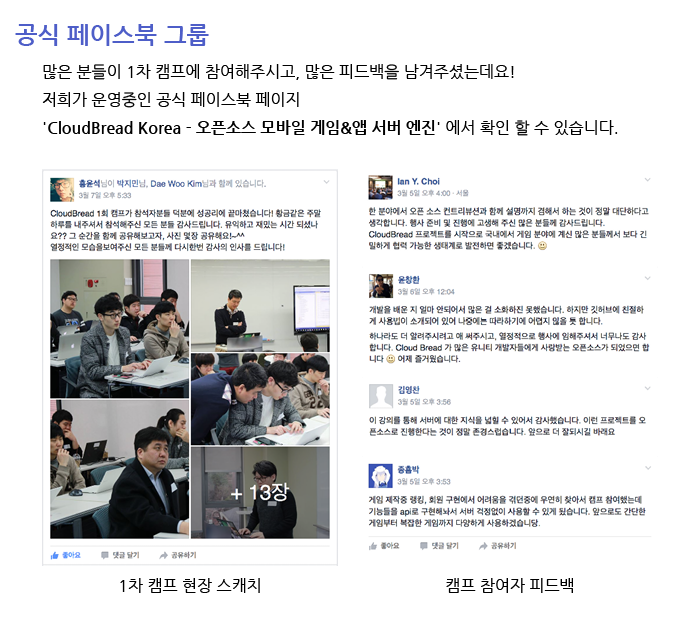 공식 페이스북 그룹
많은 분들이 1차 캠프에 참여해주시고, 많은 피드백을 남겨주셨는데요!
저희가 운영중인 공식 페이스북 페이지
'CloudBread Korea - 오픈소스 모바일 게임&앱 서버 엔진' 에서 확인 할 수 있습니다.
홍윤석님이 박지민님, Dae Woo Kim님과 함께 있습니다.
3월 7일 오후 5:33
CloudBread 1회 캠프가 참석자분들 덕분에 성공리에 끝마쳤습니다! 황금같은 주말
하루를 내주셔서 참석해주신 모든 분들 감사드립니다. 유익하고 재밌는 시간 되셨나
요?? 그 순간을 함께 공유해보고자, 사진 몇장 공유해요!~^^
열정적인 모습을보여주신 모든 분들께 다시한번 감사의 인사를 드립니다!
+ 13장
좋아요 댓글 달기 공유하기
1차 캠프 현장 스캐치
Ian Y. Choi
3월 5일 오후 4:00 · 서울
한 분야에서 오픈 소스 컨트리뷰션과 함께 설명까지 겸해서 하는 것이 정말 대단하다고
생각합니다. 행사 준비 및 진행에 고생해 주신 많은 분들께 감사드립니다.
CloudBread 프로젝트를 시작으로 국내에서 게임 분야에 계신 많은 분들께서 보다 긴
밀하게 협력 가능한 생태계로 발전하면 좋겠습니다.
윤창환
3월 6일 오후 12:04
개발을 배운 지 얼마 안되어서 많은 걸 소화하진 못했습니다. 하지만 깃허브에 친절하
게 사용법이 소개되어 있어 나중에는 따라하기에 어렵지 않을 듯 합니다.
하나라도 더 알려주시려고 애 써주시고, 열정적으로 행사에 임해주셔서 너무나도 감사
합니다. Cloud Bread 가 많은 유니티 개발자들에게 사랑받는 오픈소스가 되었으면 합
니다 어제 즐거웠습니다.
김영찬
3월 5일 오후 3:56
이 강의를 통해 서버에 대한 지식을 넓힐 수 있어서 감사했습니다. 이런 프로젝트를 오
픈소스로 진행한다는 것이 정말 존경스럽습니다. 앞으로 더 잘되시길 바래요
종흠박
3월 5일 오후 3:53
게임 제작중 랭킹, 회원 구현에서 어려움을 겪던중에 우연히 찾아서 캠프 참여했는데
기능들을 api로 구현해놔서 서버 걱정없이 사용할 수 있게 됬습니다. 앞으로도 간단한
게임부터 복잡한 게임까지 다양하게 사용하겠습니당.
좋아요 댓글 달기 공유하기
캠프 참여자 피드백